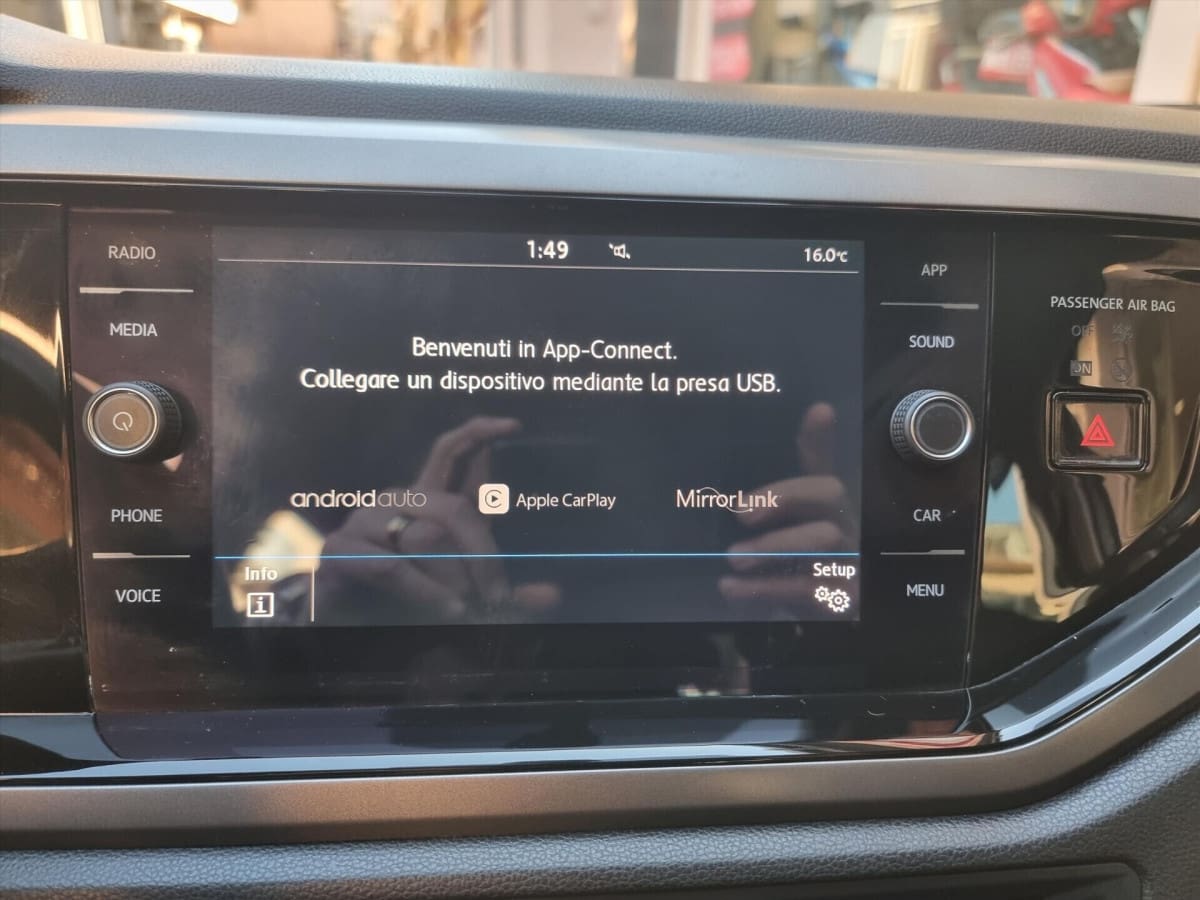 1:49
16.0°C
RADIO
MEDIA
PHONE
VOICE
Benvenuti in App-Connect.
Collegare un dispositivo mediante la presa USB.
androidauto
Apple CarPlay
MirrorLink
Info
i
Setup
APP
SOUND
CAR
MENU
PASSENGER AIR BAG
OFF
ON